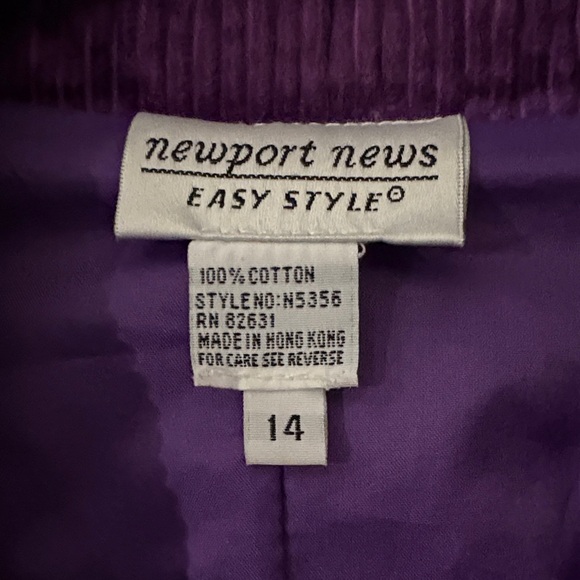 newport news
EASY STYLE®
100% COTTON
STYLE NO: N5356
RN 82631
MADE IN HONG KONG
FOR CARE SEE REVERSE
14